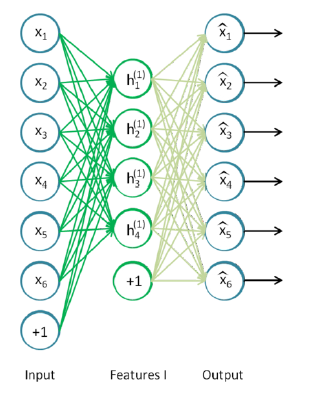 x₁
x₂
x₃
x₄
x₅
x₆
+1
Input
h₁⁽¹⁾
h₂⁽¹⁾
h₃⁽¹⁾
h₄⁽¹⁾
+1
Features I
x̂₁
x̂₂
x̂₃
x̂₄
x̂₅
x̂₆
Output